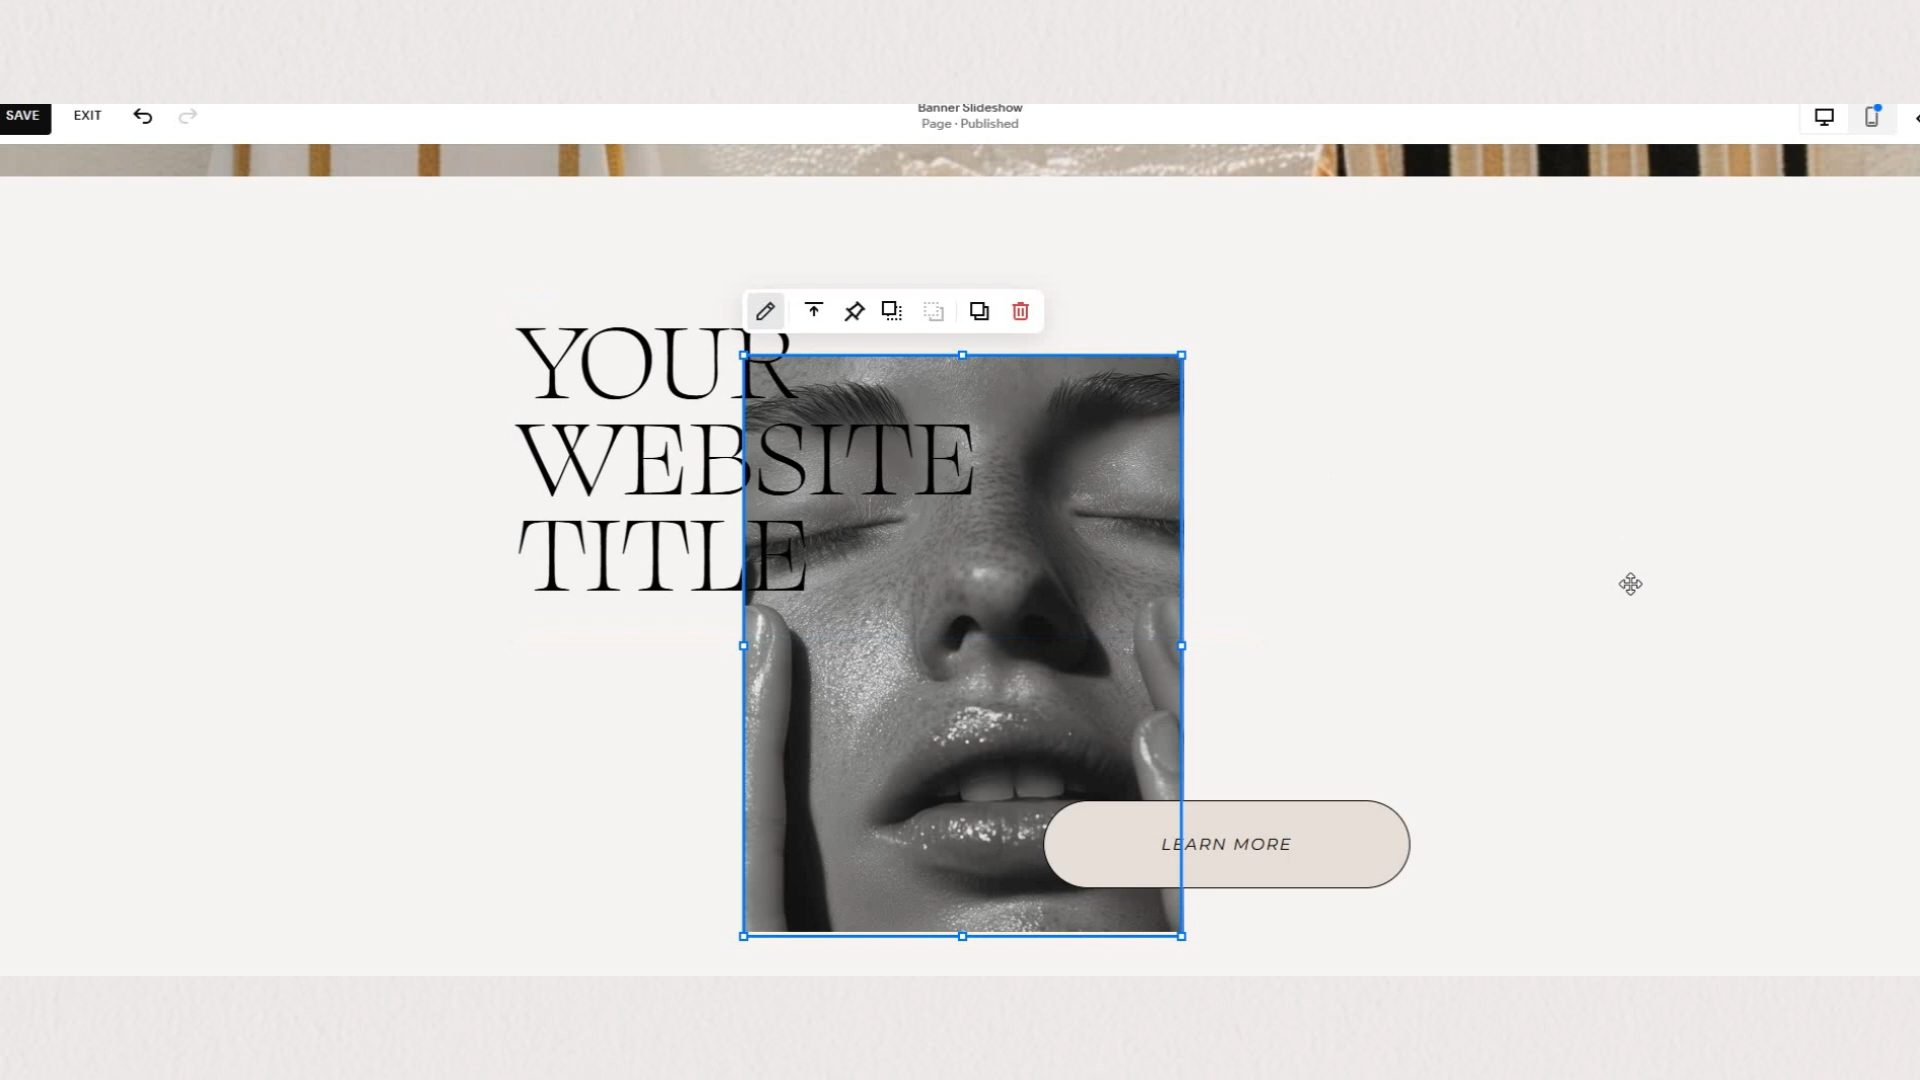 SAVE
EXIT
Banner Slideshow
Page · Published
YOUR
WEBSITE
TITLE
LEARN MORE